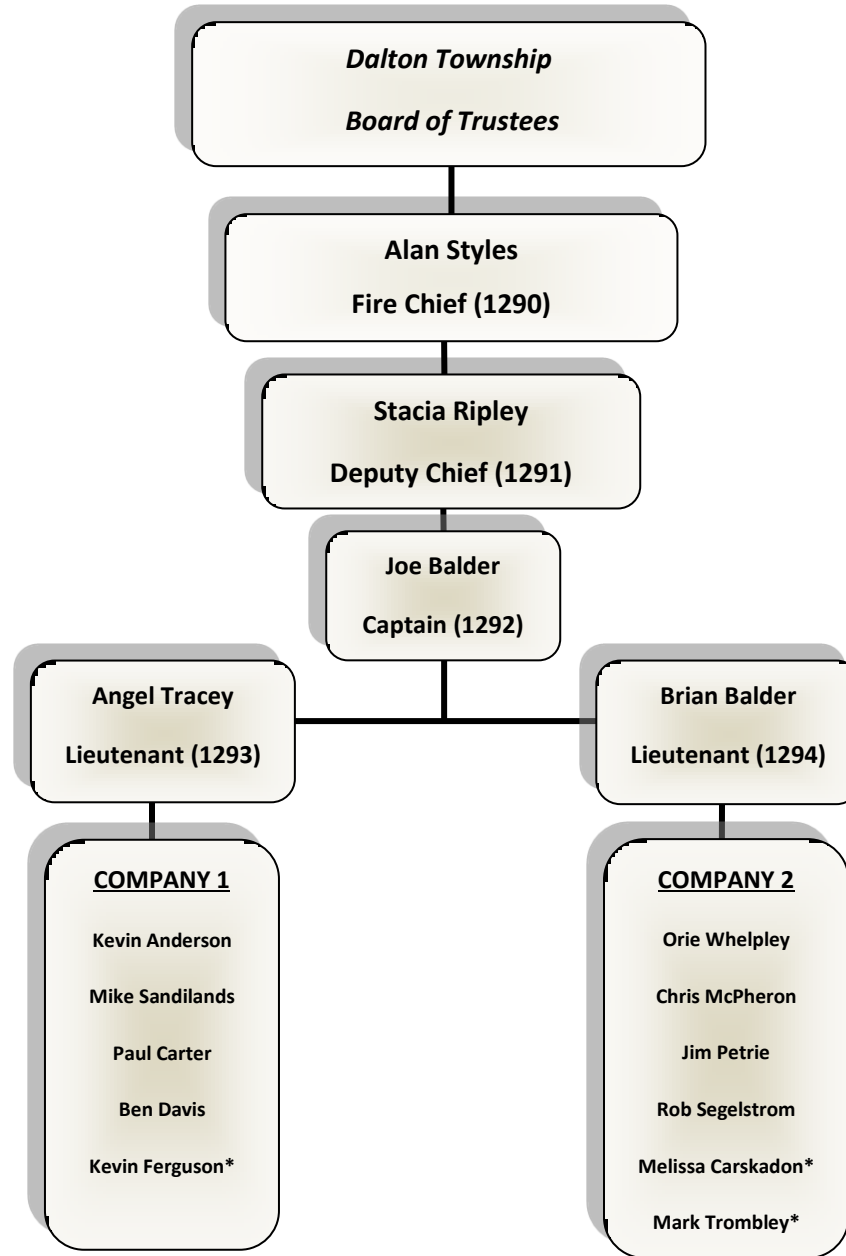 Dalton Township
Board of Trustees
Alan Styles
Fire Chief (1290)
Stacia Ripley
Deputy Chief (1291)
Joe Balder
Captain (1292)
Angel Tracey
Lieutenant (1293)
Brian Balder
Lieutenant (1294)
COMPANY 1
Kevin Anderson
Mike Sandilands
Paul Carter
Ben Davis
Kevin Ferguson*
COMPANY 2
Orie Whelpley
Chris McPheron
Jim Petrie
Rob Segelstrom
Melissa Carskadon*
Mark Trombley*